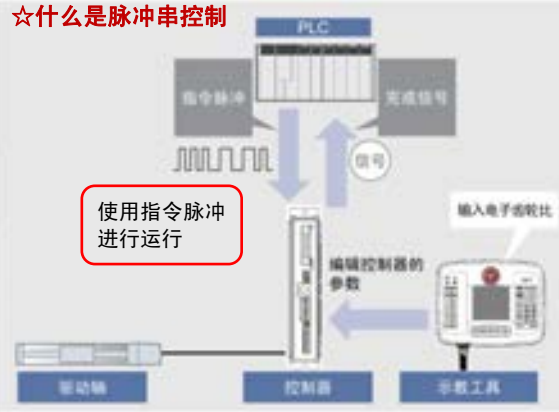 ☆什么是脉冲串控制
PLC
指令脉冲
完成信号
信号
使用指令脉冲
进行运行
输入电子齿轮比
编辑控制器的
参数
驱动轴
控制器
示教工具